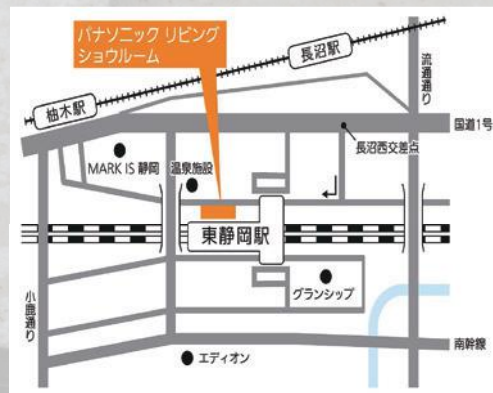 パナソニック リビング
ショウルーム
長沼駅
柚木駅
流通通り
国道1号
長沼西交差点
MARK IS 静岡
温泉施設
東静岡駅
グランシップ
小鹿通り
南幹線
エディオン